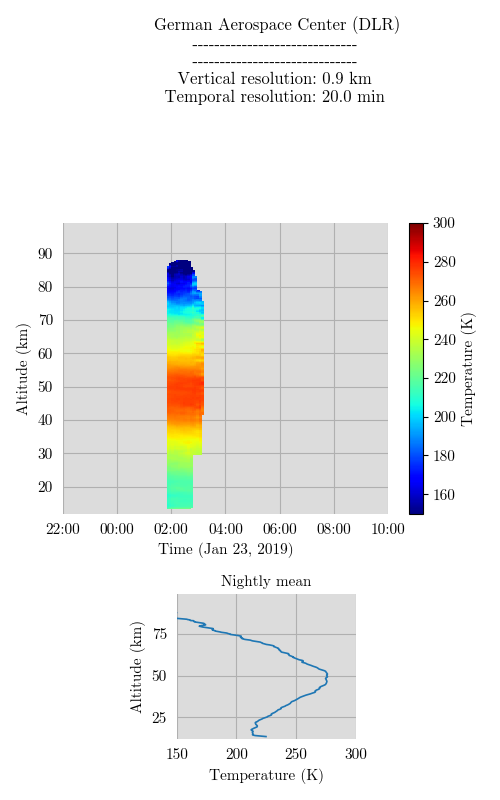 German Aerospace Center (DLR)
------------------------------
------------------------------
Vertical resolution: 0.9 km
Temporal resolution: 20.0 min
90
80
70
60
50
40
30
20
Altitude (km)
22:00 00:00 02:00 04:00 06:00 08:00 10:00
Time (Jan 23, 2019)
300
280
260
240
220
200
180
160
Temperature (K)
Nightly mean
75
50
25
Altitude (km)
150 200 250 300
Temperature (K)